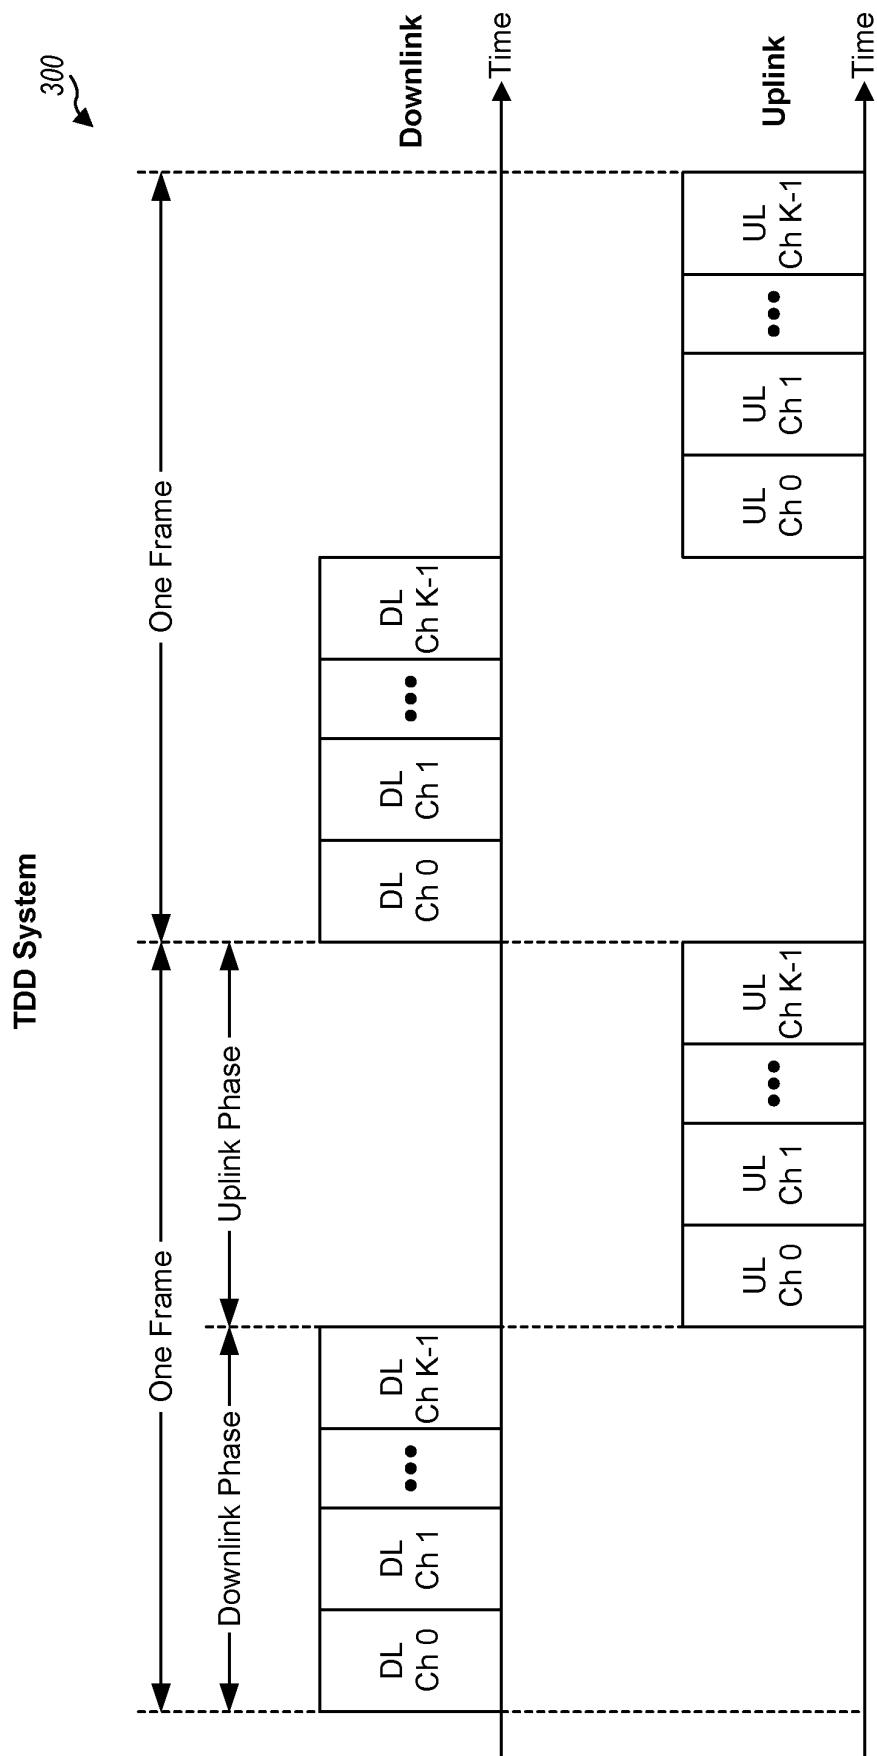 TDD System
300
One Frame
One Frame
Downlink Phase
Uplink Phase
DL
Ch 0
DL
Ch 1
•••
DL
Ch K-1
DL
Ch 0
DL
Ch 1
•••
DL
Ch K-1
Downlink
Time
UL
Ch 0
UL
Ch 1
•••
UL
Ch K-1
UL
Ch 0
UL
Ch 1
•••
UL
Ch K-1
Uplink
Time